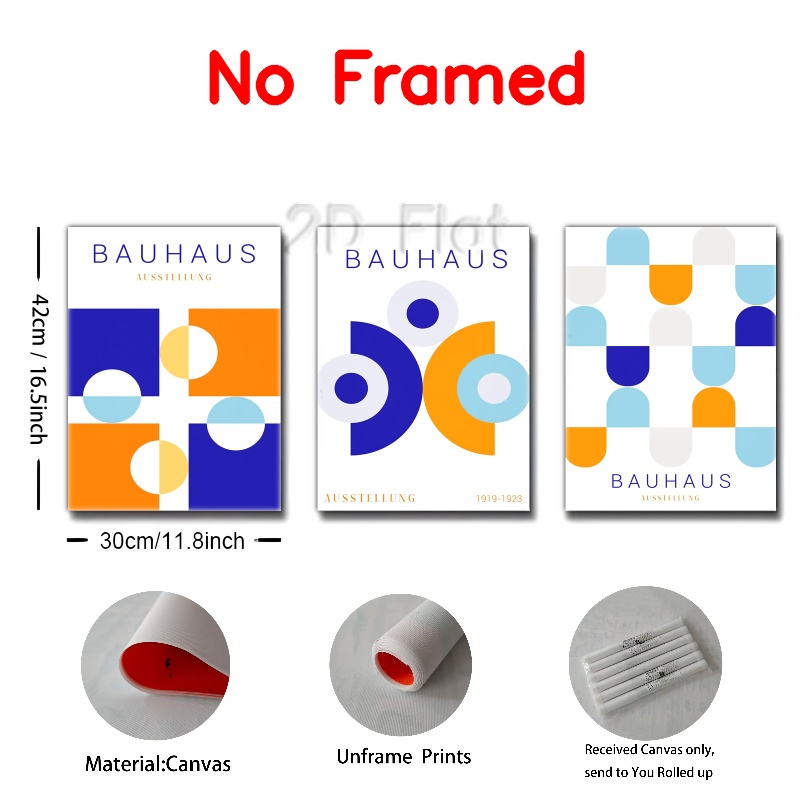 No Framed
2D Flat
BAUHAUS
AUSSTELLUNG
BAUHAUS
AUSSTELLUNG
1919-1923
BAUHAUS
AUSSTELLUNG
42cm / 16.5inch
30cm/11.8inch
Material:Canvas
Unframe Prints
Received Canvas only,
send to You Rolled up